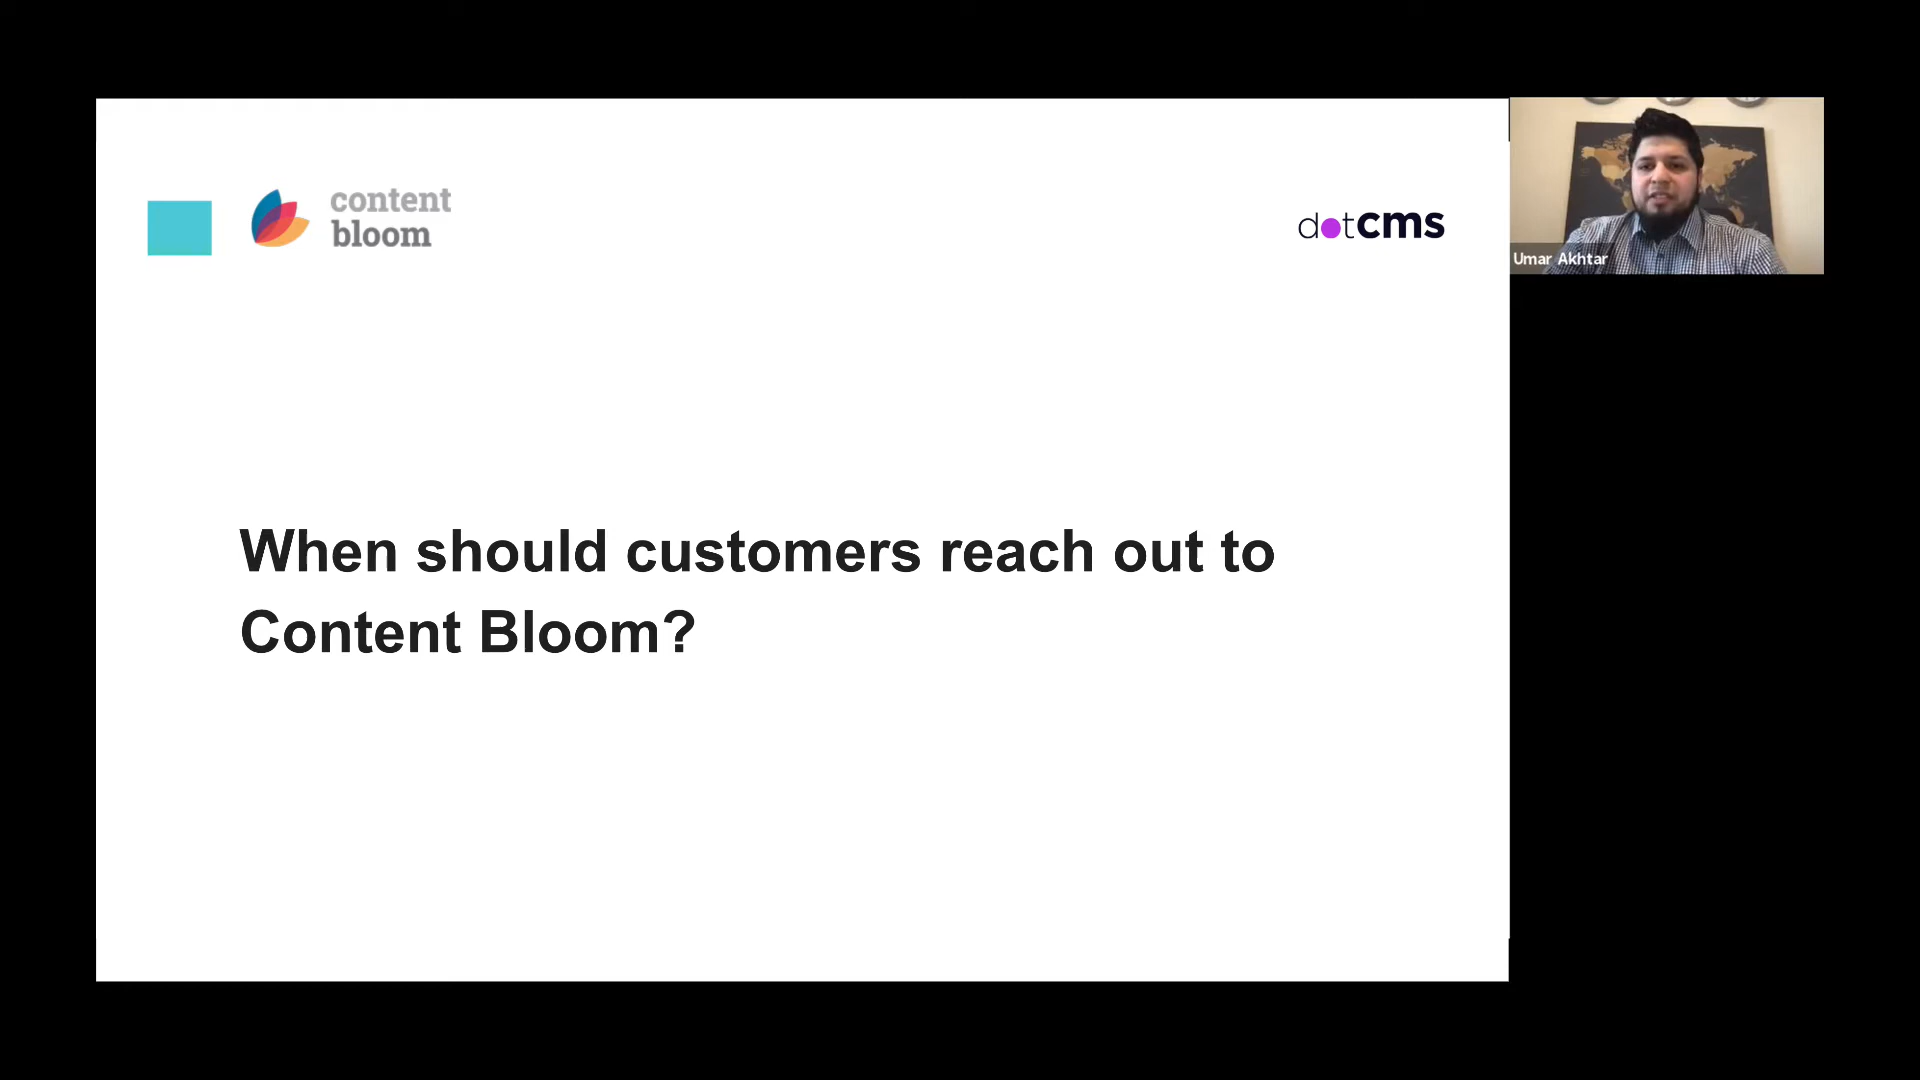 content
bloom
dotCMS
Umar Akhtar
When should customers reach out to
Content Bloom?